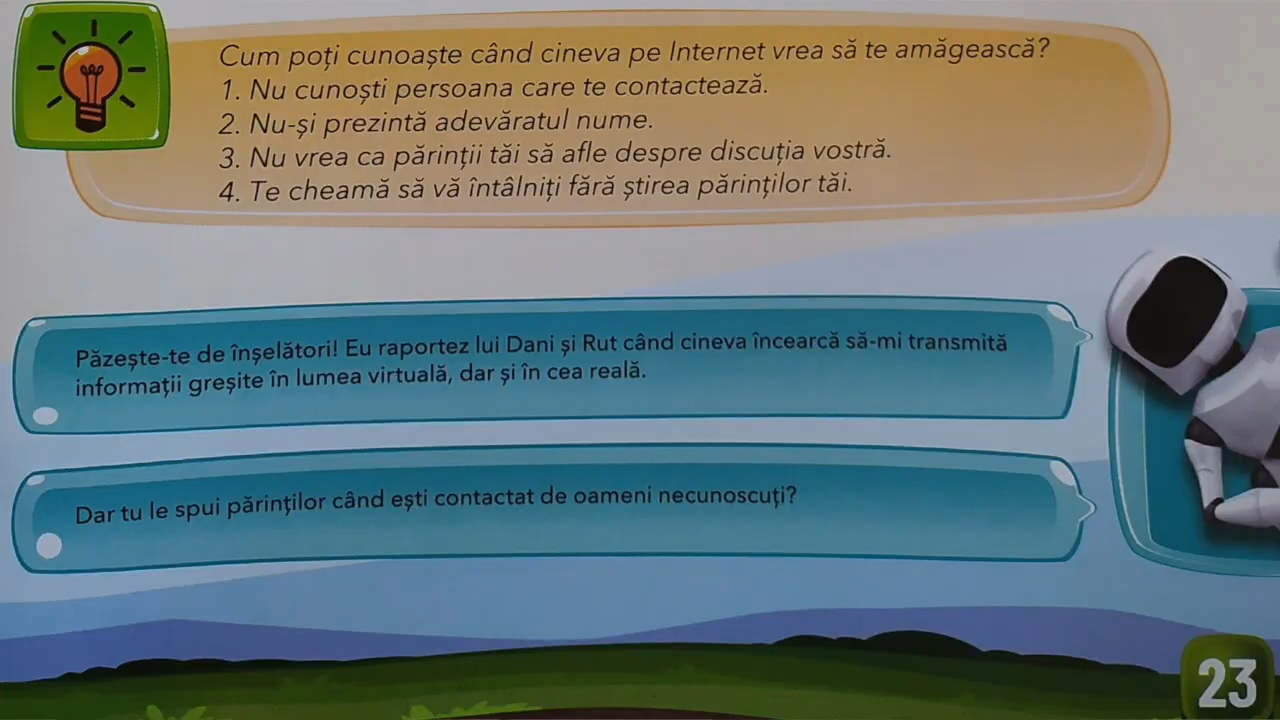 Cum poți cunoaște când cineva pe Internet vrea să te amăgească?
1. Nu cunoști persoana care te contactează.
2. Nu-și prezintă adevăratul nume.
3. Nu vrea ca părinții tăi să afle despre discuția vostră.
4. Te cheamă să vă întâlniți fără știrea părinților tăi.
Păzește-te de înșelători! Eu raportez lui Dani și Rut când cineva încearcă să-mi transmită
informații greșite în lumea virtuală, dar și în cea reală.
Dar tu le spui părinților când ești contactat de oameni necunoscuți?
23